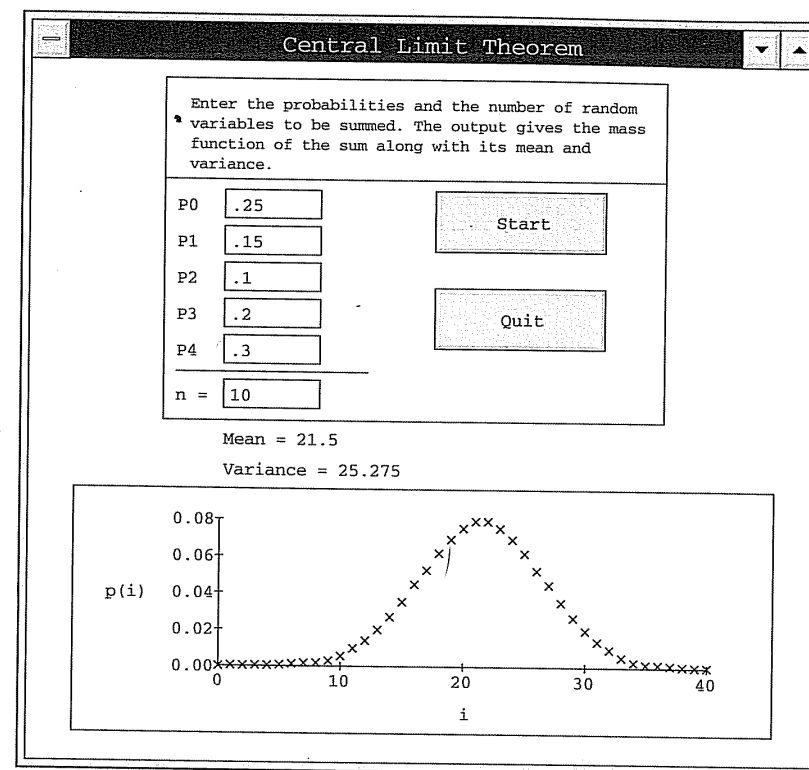 Central Limit Theorem
Enter the probabilities and the number of random
variables to be summed. The output gives the mass
function of the sum along with its mean and
variance.
P0 .25
P1 .15
P2 .1
P3 .2
P4 .3
n = 10
Start
Quit
Mean = 21.5
Variance = 25.275
p(i)
0.08
0.06
0.04
0.02
0.00
0 10 20 30 40
i